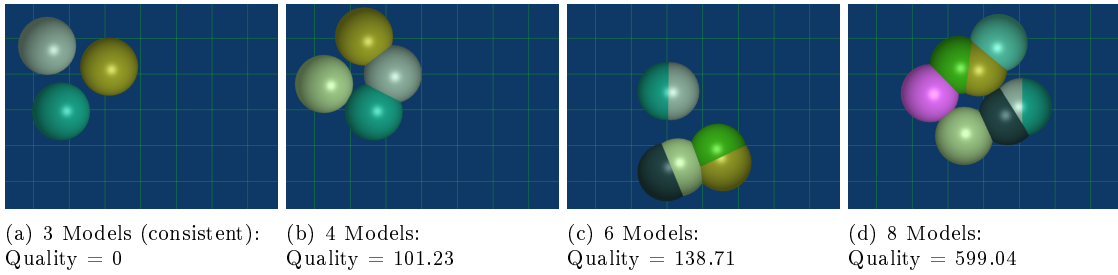 (a) 3 Models (consistent):
Quality = 0
(b) 4 Models:
Quality = 101.23
(c) 6 Models:
Quality = 138.71
(d) 8 Models:
Quality = 599.04